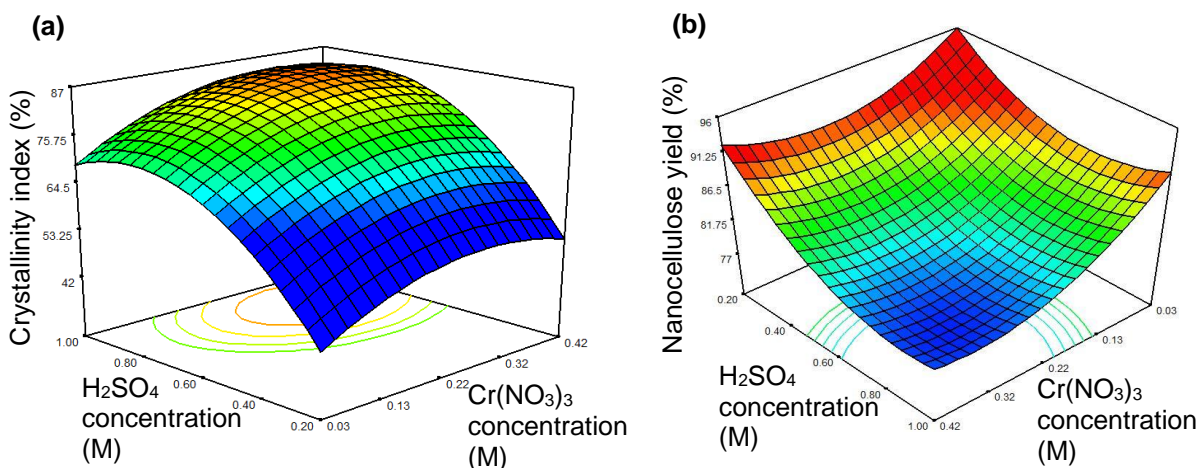 (a)
Crystallinity index (%)
87
75.75
64.5
53.25
42
1.00
0.80
0.60
0.40
0.20
0.03
0.13
0.22
0.32
0.42
H₂SO₄
concentration
(M)
Cr(NO₃)₃
concentration
(M)
(b)
Nanocellulose yield (%)
96
91.25
86.5
81.75
77
0.20
0.40
0.60
0.80
1.00
0.42
0.32
0.22
0.13
0.03
H₂SO₄
concentration
(M)
Cr(NO₃)₃
concentration
(M)